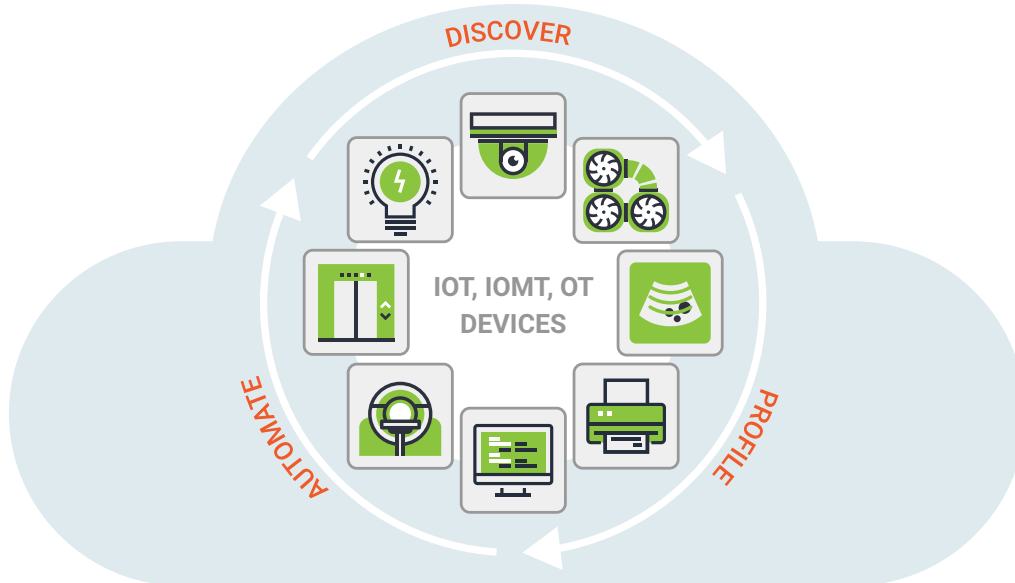 DISCOVER
IOT, IOMT, OT
DEVICES
AUTOMATE
PROFILE